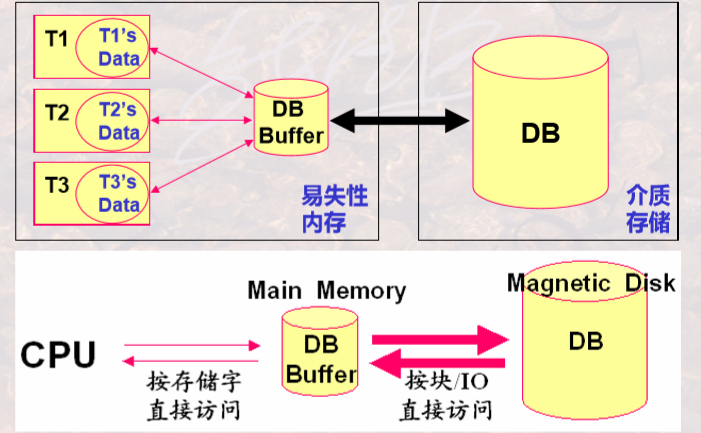 T1
T1's
Data
T2
T2's
Data
T3
T3's
Data
DB
Buffer
易失性
内存
DB
介质
存储
Main Memory
Magnetic Disk
CPU
DB
Buffer
DB
按存储字
直接访问
按块/IO
直接访问